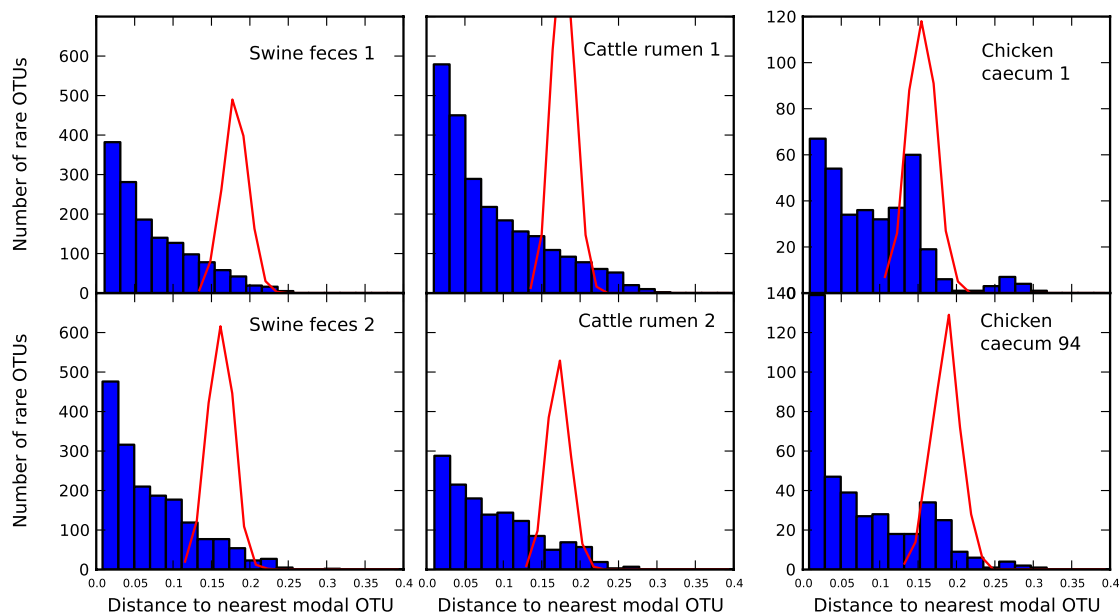 Number of rare OTUs
600
500
400
300
200
100
0
Swine feces 1
Cattle rumen 1
120
100
80
60
40
20
0
Chicken
caecum 1
Number of rare OTUs
600
500
400
300
200
100
0
Swine feces 2
Cattle rumen 2
140
120
100
80
60
40
20
0
Chicken
caecum 94
0.0 0.05 0.1 0.15 0.2 0.25 0.3 0.35 0.4
0.0 0.05 0.1 0.15 0.2 0.25 0.3 0.35 0.4
0.0 0.05 0.1 0.15 0.2 0.25 0.3 0.35 0.4
Distance to nearest modal OTU
Distance to nearest modal OTU
Distance to nearest modal OTU